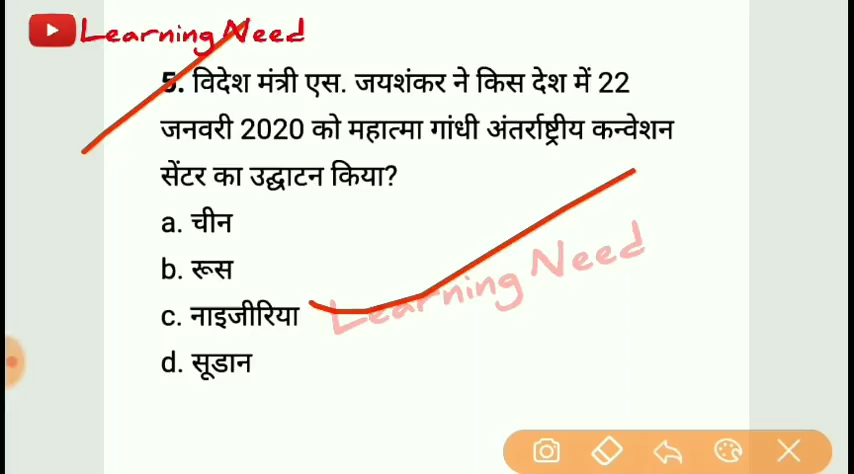 Learning Need
5. विदेश मंत्री एस. जयशंकर ने किस देश में 22
जनवरी 2020 को महात्मा गांधी अंतर्राष्ट्रीय कन्वेशन
सेंटर का उद्घाटन किया?
a. चीन
b. रूस
c. नाइजीरिया
d. सूडान
Learning Need